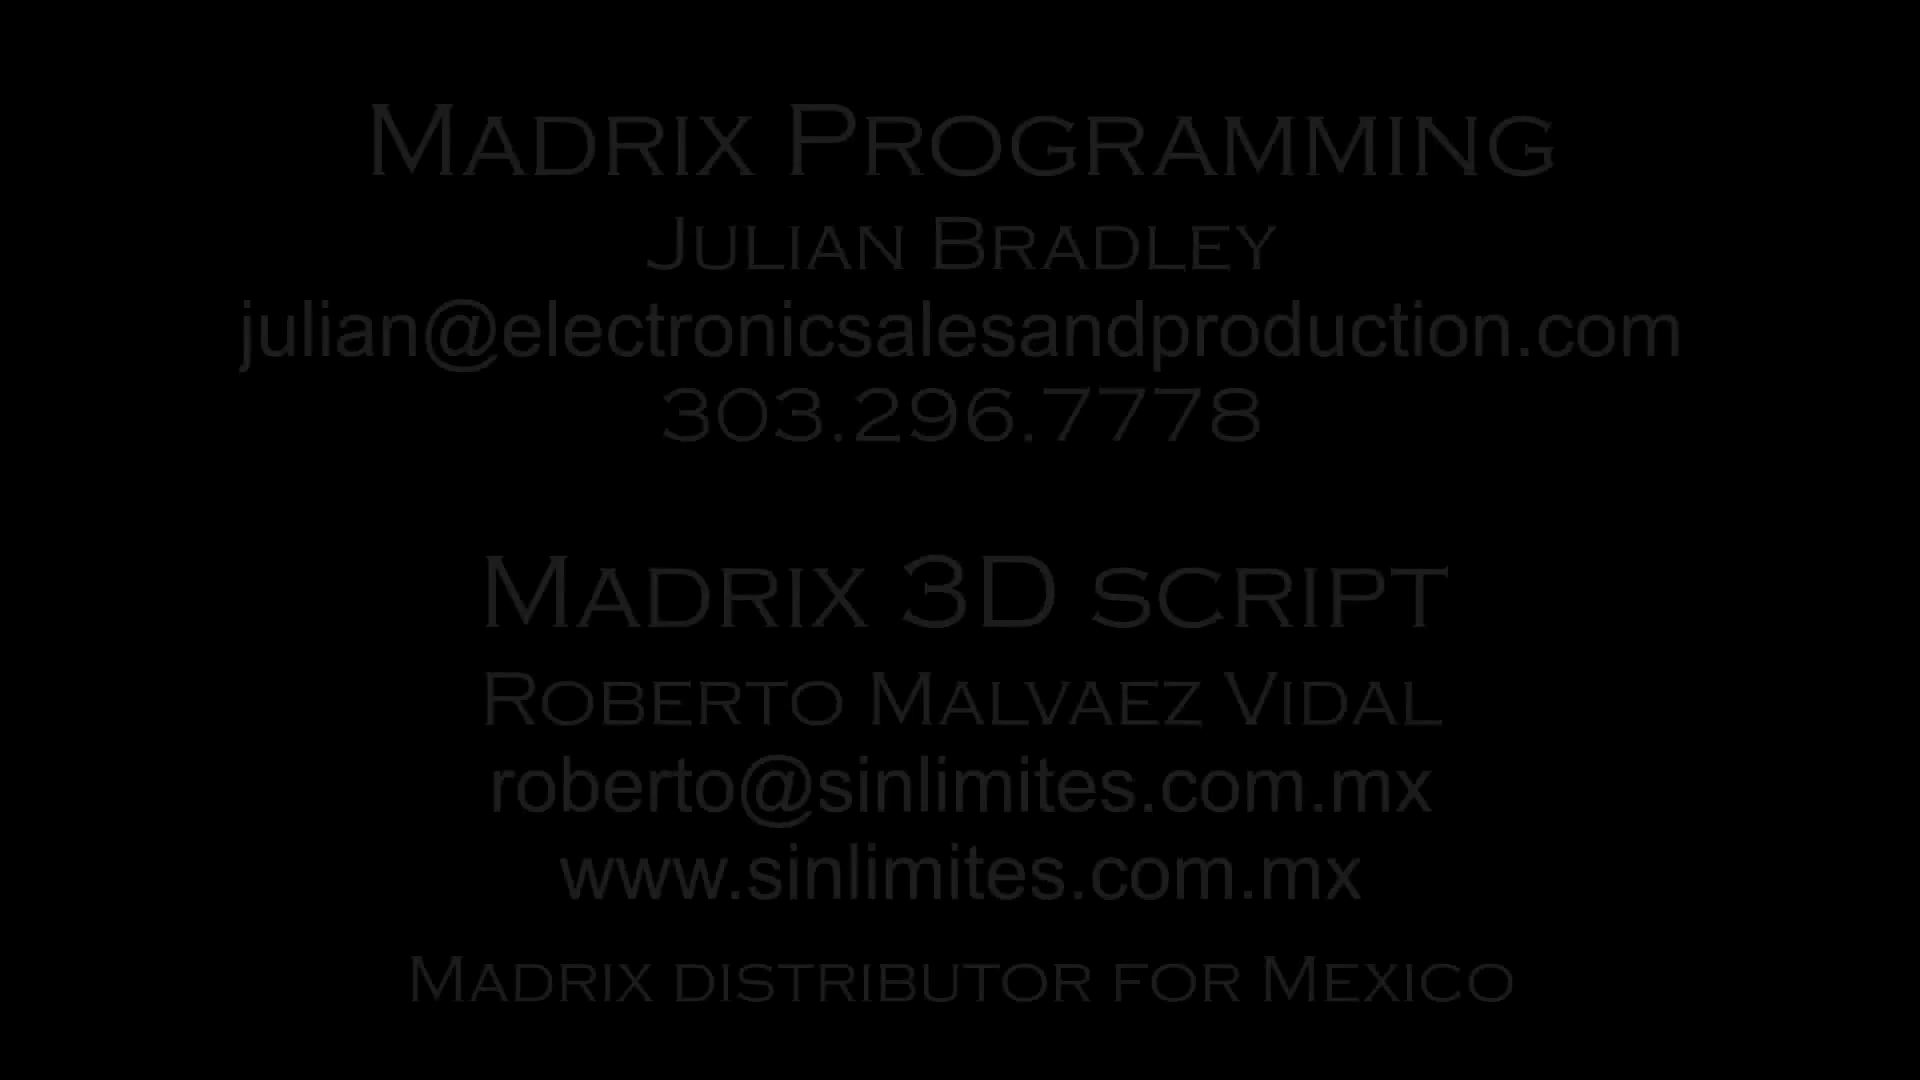 Madrix Programming
Julian Bradley
julian@electronicsalesandproduction.com
303.296.7778
Madrix 3D script
Roberto Malvaez Vidal
roberto@sinlimites.com.mx
www.sinlimites.com.mx
Madrix distributor for Mexico